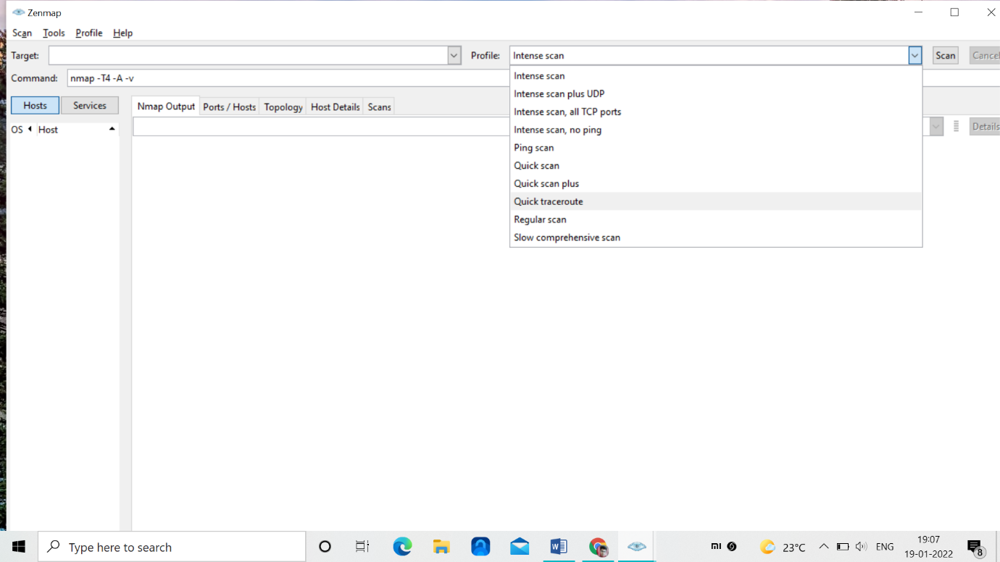 Zenmap
Scan Tools Profile Help
Target: Profile: Intense scan Scan Cancel
Command: nmap -T4 -A -v
Intense scan
Intense scan plus UDP
Intense scan, all TCP ports
Intense scan, no ping
Ping scan
Quick scan
Quick scan plus
Quick traceroute
Regular scan
Slow comprehensive scan
Hosts Services Nmap Output Ports / Hosts Topology Host Details Scans
Details
OS Host
Type here to search
mi 23°C ENG 19:07
19-01-2022 8